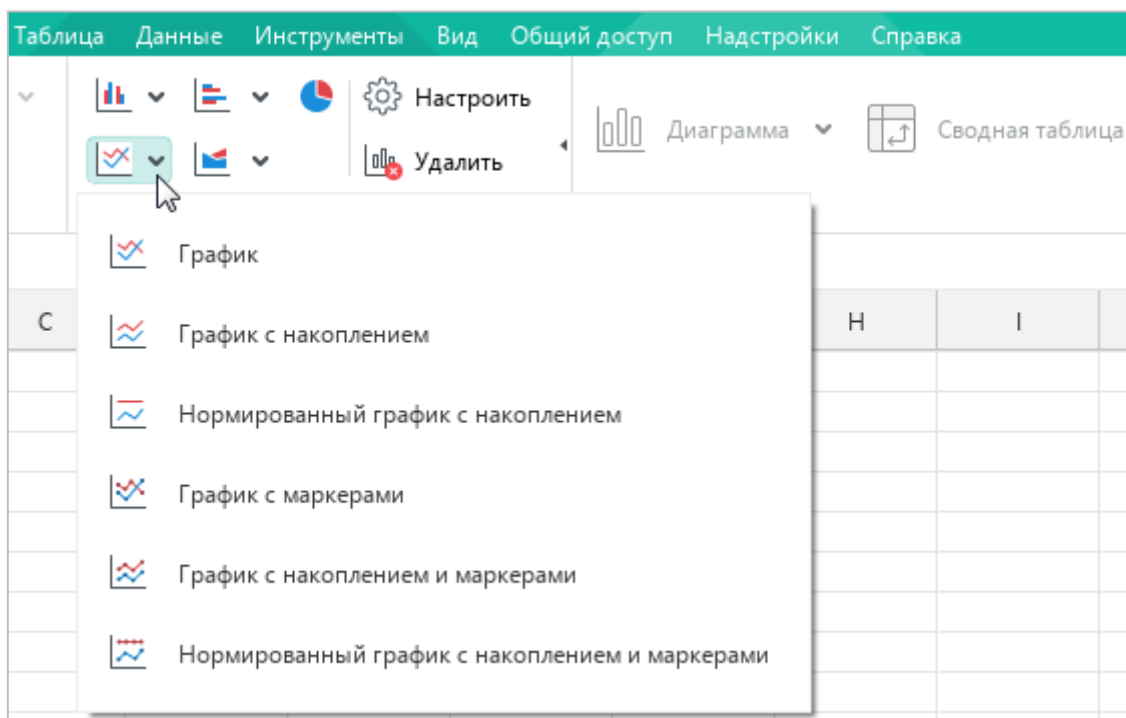 Таблица Данные Инструменты Вид Общий доступ Надстройки Справка
Настроить
Диаграмма Сводная таблица
Удалить
График
C H I
График с накоплением
Нормированный график с накоплением
График с маркерами
График с накоплением и маркерами
Нормированный график с накоплением и маркерами